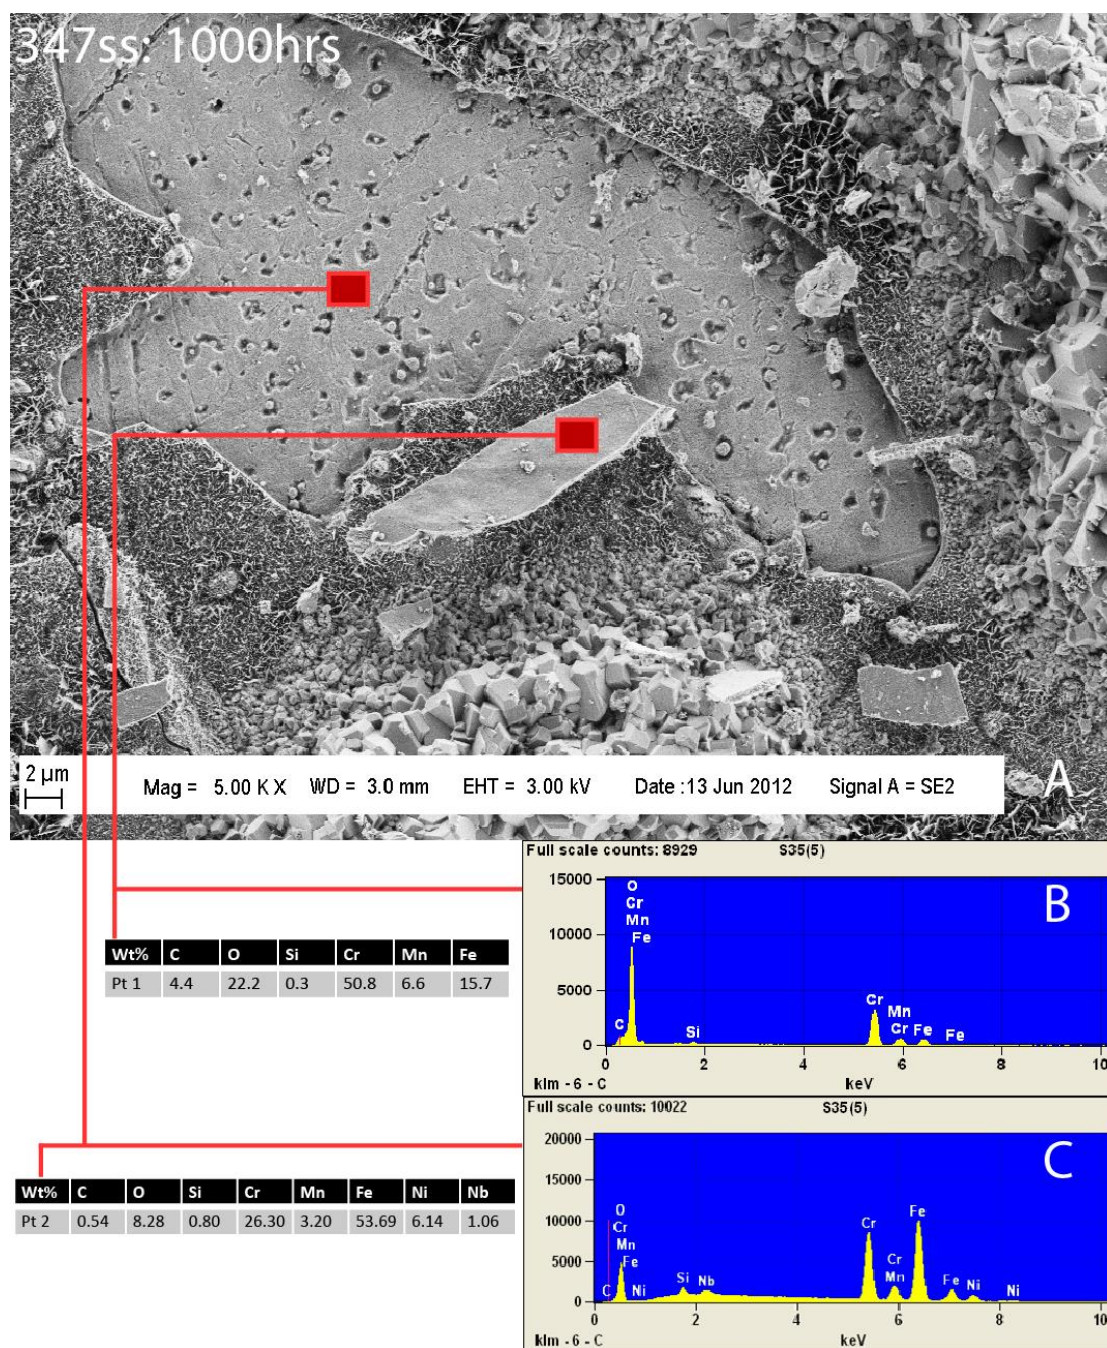 347ss: 1000hrs
2 µm
Mag = 5.00 K X WD = 3.0 mm EHT = 3.00 kV Date :13 Jun 2012 Signal A = SE2
A
Full scale counts: 8929 S35(5)
B
15000
10000
5000
0
O
Cr
Mn
Fe
C
Si
Cr
Mn
Cr
Fe
Fe
0 2 4 6 8 10
klm - 6 - C keV
Wt% C O Si Cr Mn Fe
Pt 1 4.4 22.2 0.3 50.8 6.6 15.7
Full scale counts: 10022 S35(5)
C
20000
15000
10000
5000
0
O
Cr
Mn
Fe
C
Ni
Si
Nb
Cr
Cr
Mn
Fe
Fe
Ni
Ni
0 2 4 6 8 10
klm - 6 - C keV
Wt% C O Si Cr Mn Fe Ni Nb
Pt 2 0.54 8.28 0.80 26.30 3.20 53.69 6.14 1.06